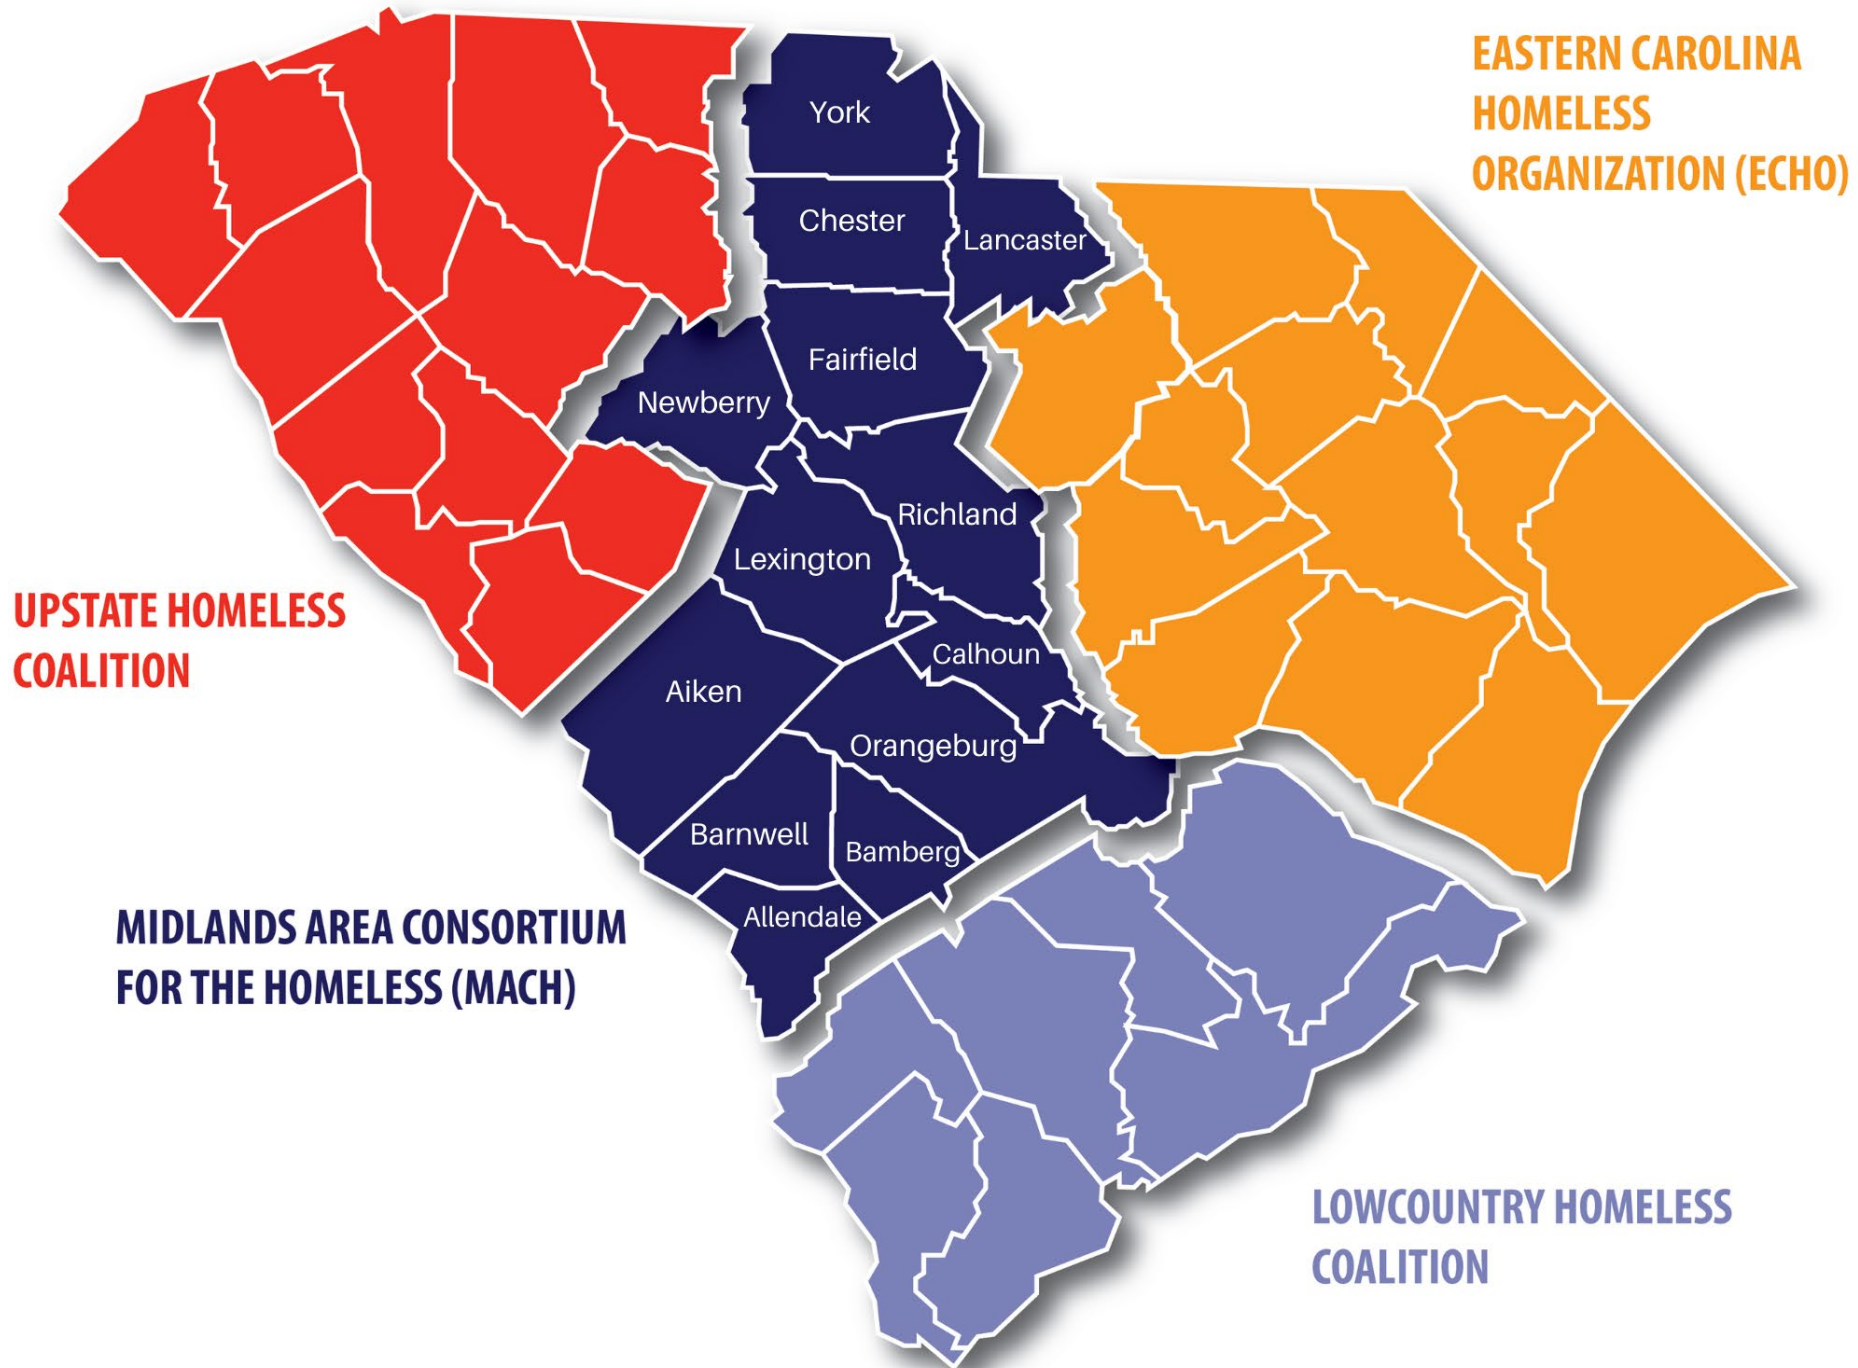 EASTERN CAROLINA
HOMELESS
ORGANIZATION (ECHO)
York
Chester
Lancaster
Fairfield
Newberry
Richland
Lexington
Calhoun
Aiken
Orangeburg
Barnwell
Bamberg
Allendale
UPSTATE HOMELESS
COALITION
MIDLANDS AREA CONSORTIUM
FOR THE HOMELESS (MACH)
LOWCOUNTRY HOMELESS
COALITION